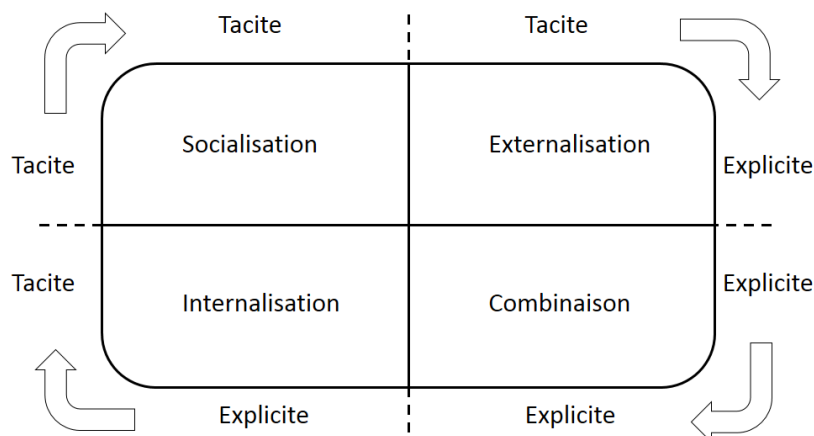 Tacite
Tacite
Socialisation
Externalisation
Tacite
Explicite
Tacite
Explicite
Internalisation
Combinaison
Explicite
Explicite